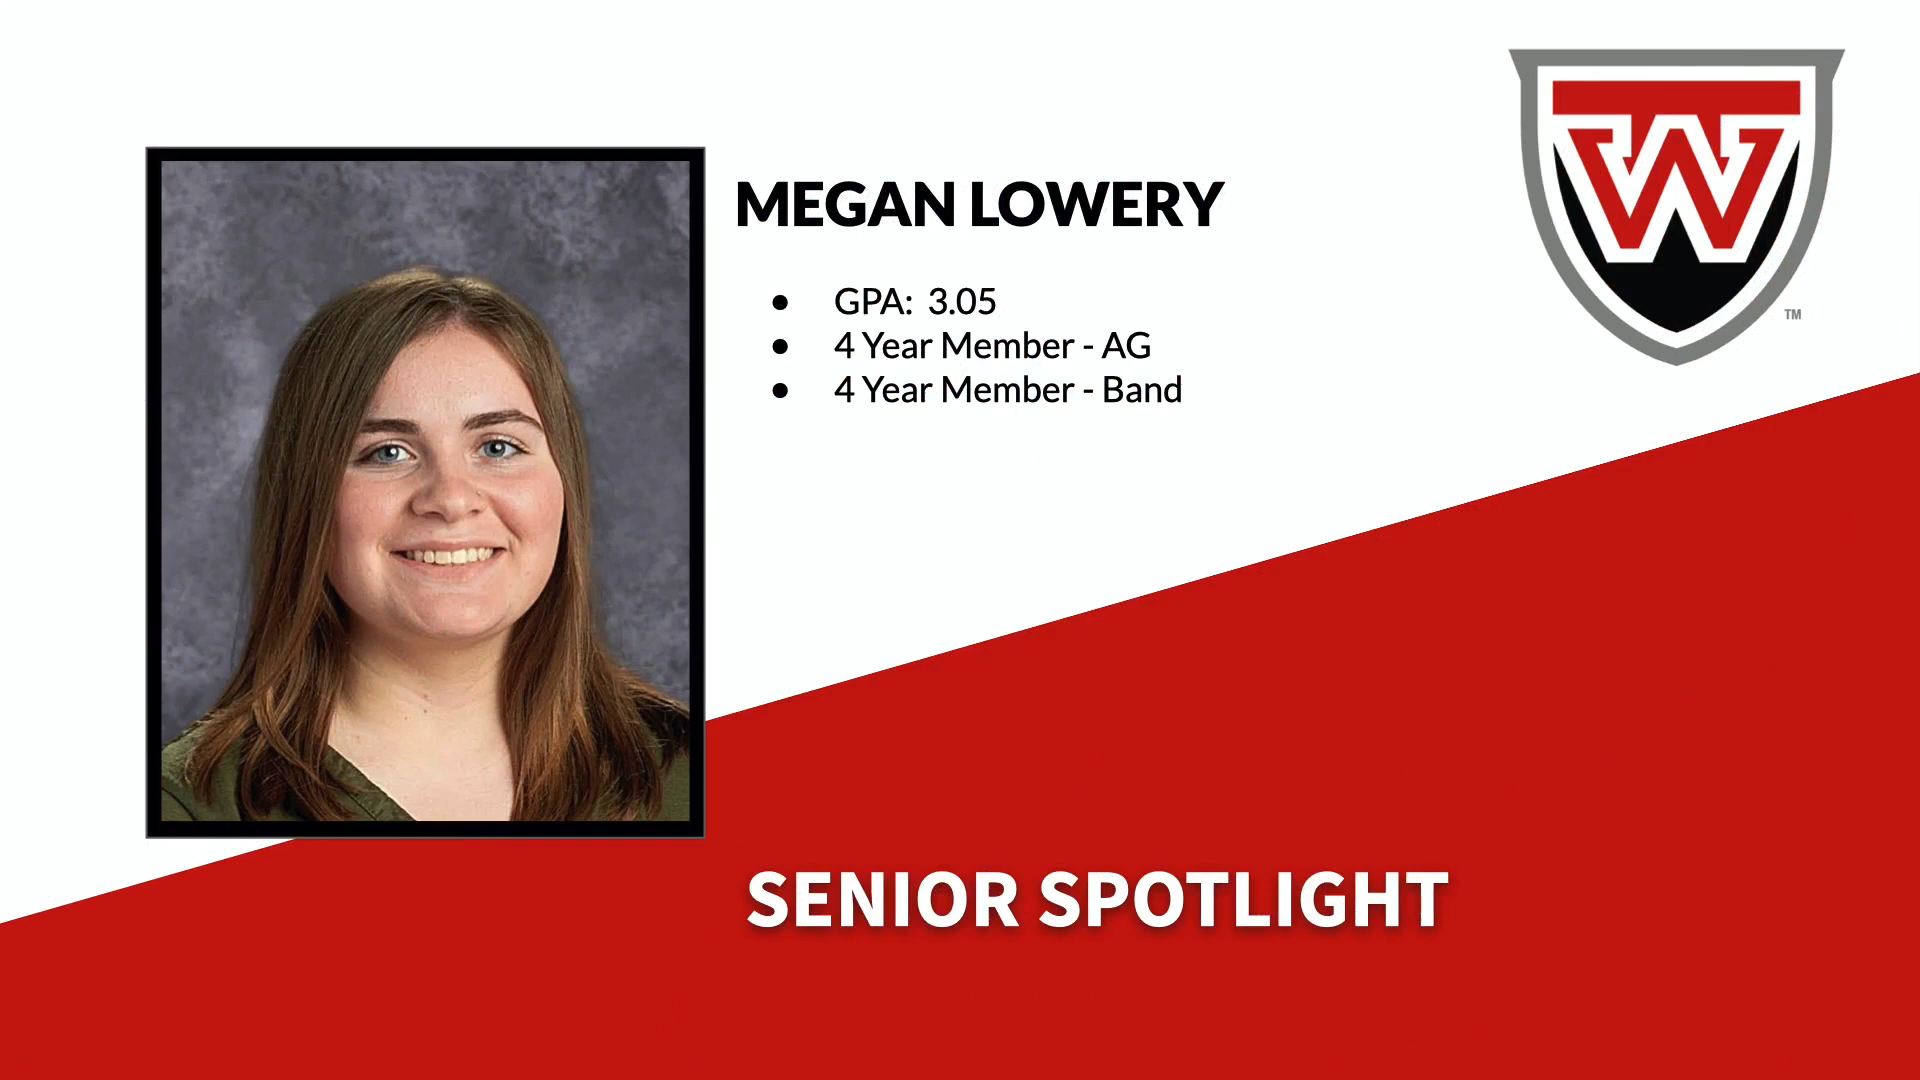 MEGAN LOWERY
● GPA: 3.05
● 4 Year Member - AG
● 4 Year Member - Band
W
TM
SENIOR SPOTLIGHT